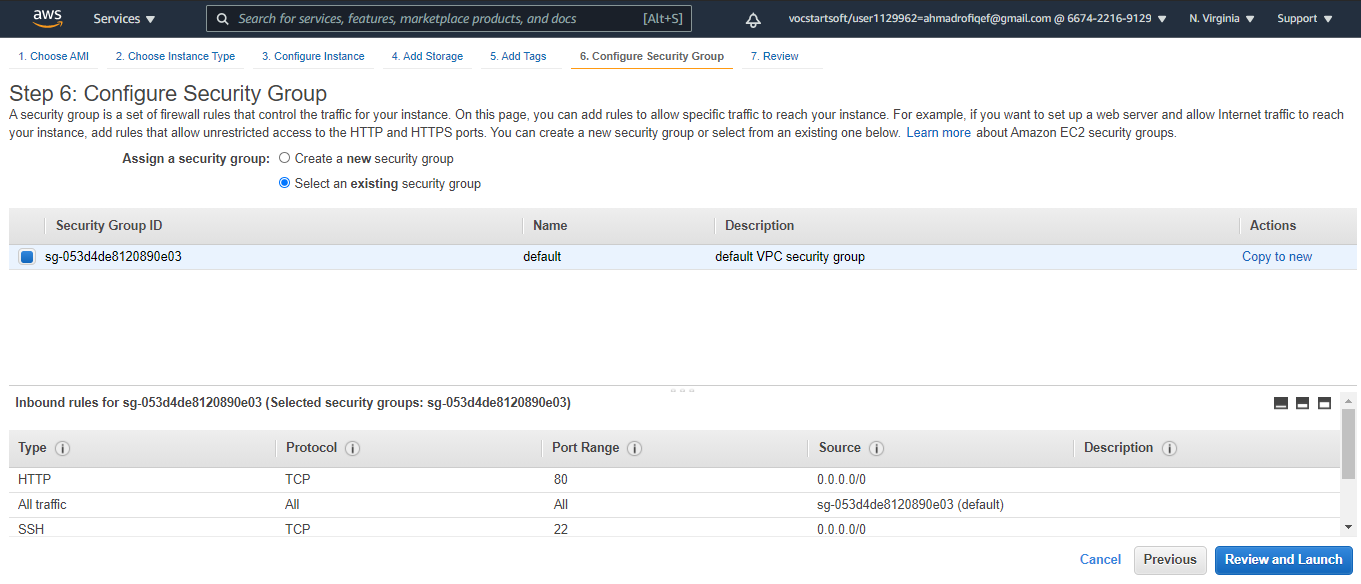 aws Services Search for services, features, marketplace products, and docs [Alt+S] vocstartsoft/user1129962=ahmadrofiqef@gmail.com @ 6674-2216-9129 N. Virginia Support
1. Choose AMI 2. Choose Instance Type 3. Configure Instance 4. Add Storage 5. Add Tags 6. Configure Security Group 7. Review
Step 6: Configure Security Group
A security group is a set of firewall rules that control the traffic for your instance. On this page, you can add rules to allow specific traffic to reach your instance. For example, if you want to set up a web server and allow Internet traffic to reach
your instance, add rules that allow unrestricted access to the HTTP and HTTPS ports. You can create a new security group or select from an existing one below. Learn more about Amazon EC2 security groups.
Assign a security group: Create a new security group
Select an existing security group
Security Group ID Name Description Actions
sg-053d4de8120890e03 default default VPC security group Copy to new
Inbound rules for sg-053d4de8120890e03 (Selected security groups: sg-053d4de8120890e03)
Type i Protocol i Port Range i Source i Description i
HTTP TCP 80 0.0.0.0/0
All traffic All All sg-053d4de8120890e03 (default)
SSH TCP 22 0.0.0.0/0
Cancel Previous Review and Launch